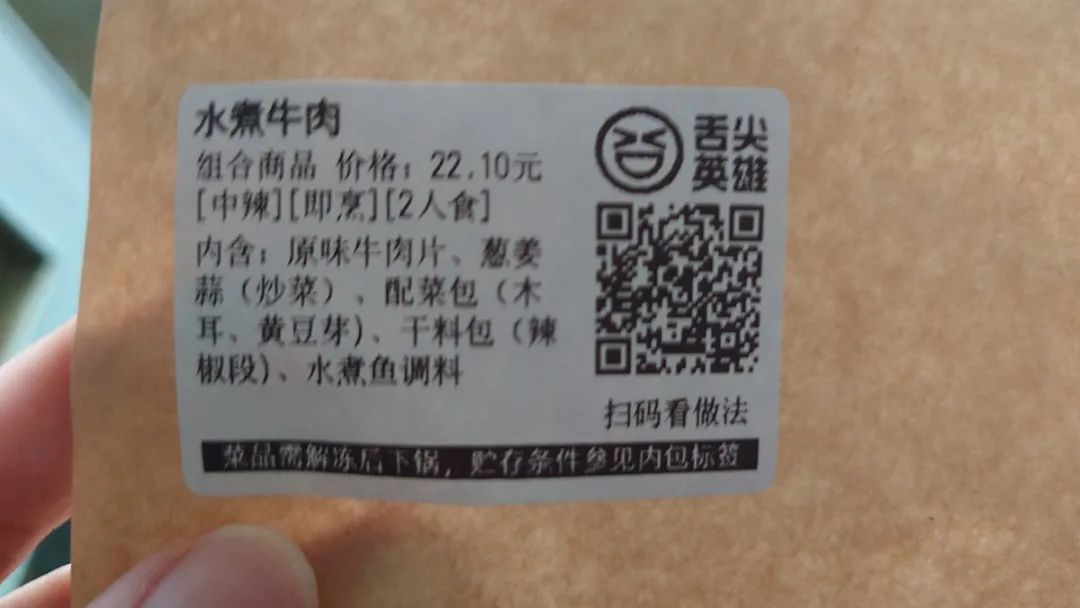 水煮牛肉
组合商品 价格：22.10元
[中辣][即烹][2人食]
内含：原味牛肉片、葱姜
蒜（炒菜）、配菜包（木
耳、黄豆芽)、干料包（辣
椒段)、水煮鱼调料
舌尖
英雄
扫码看做法
菜品需解冻后下锅，贮存条件参见内包标签